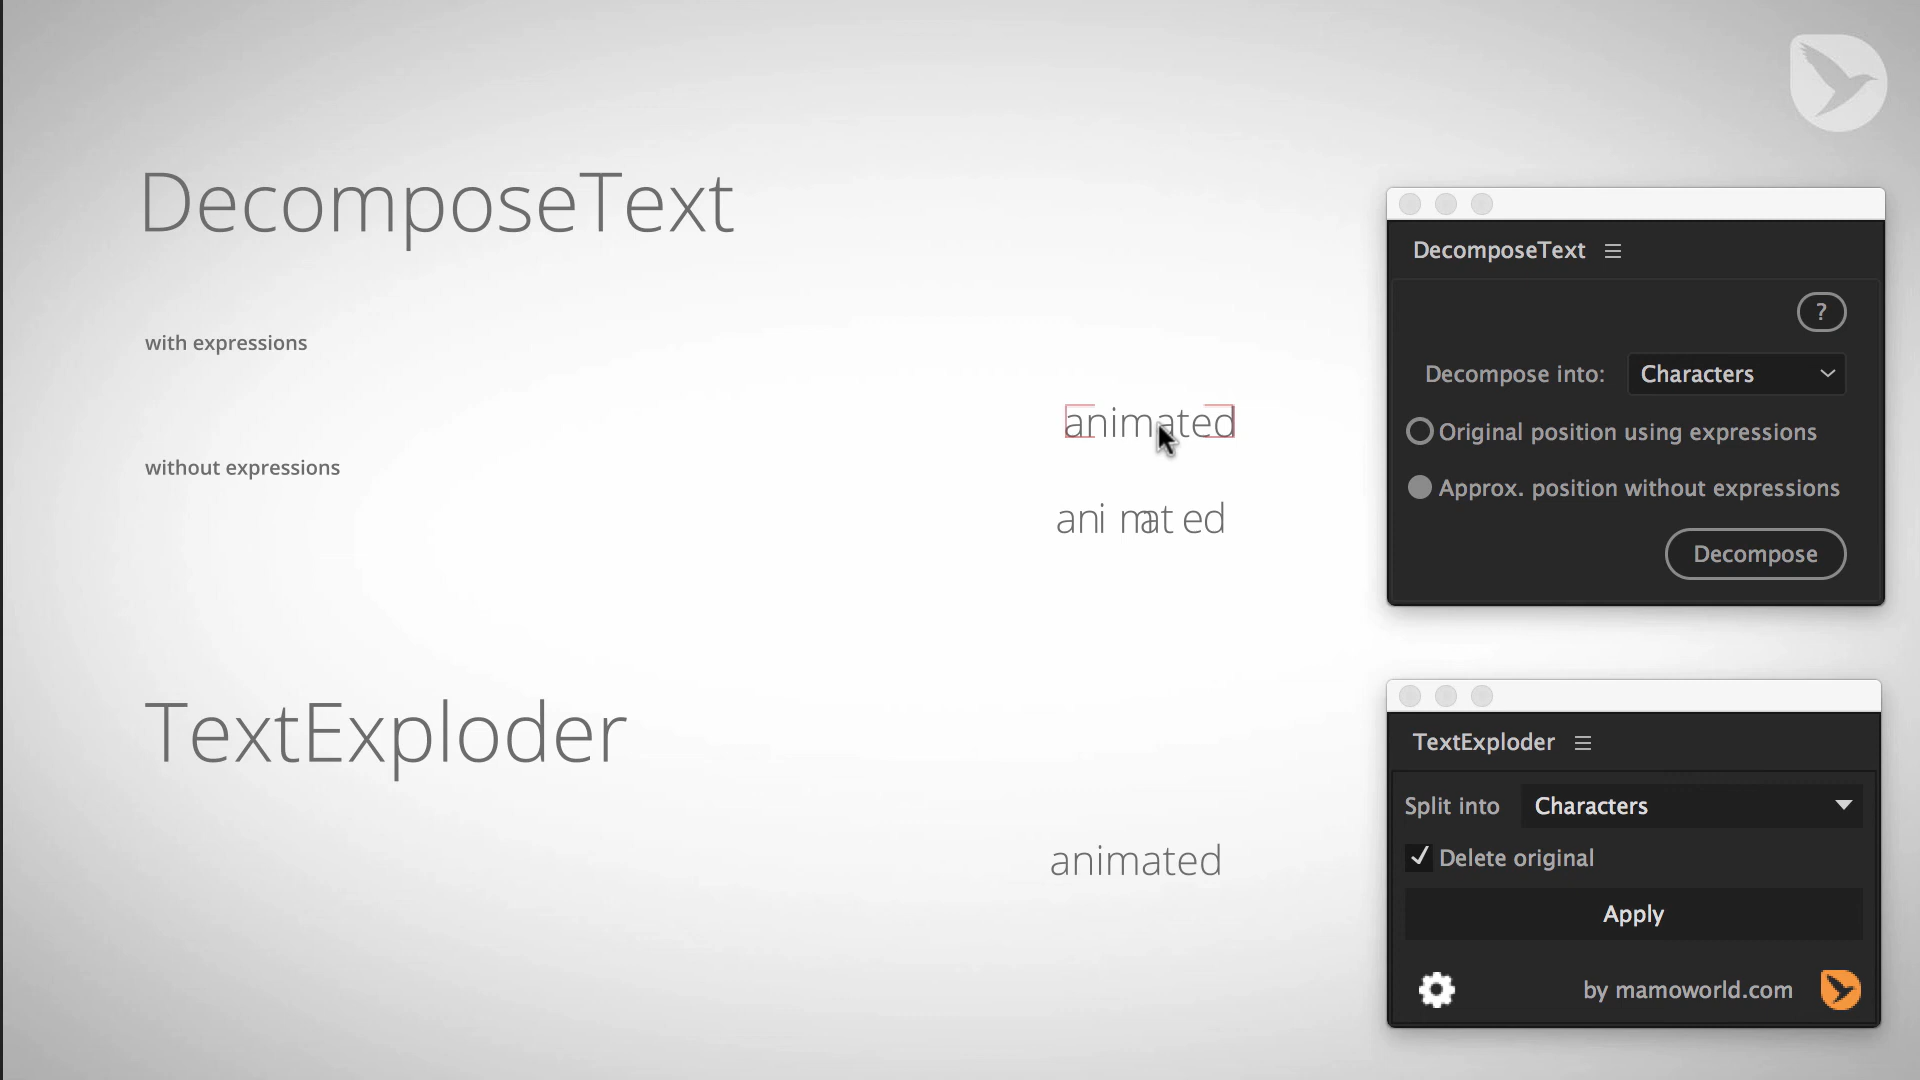 DecomposeText
with expressions
animated
without expressions
ani mat ed
TextExploder
animated
DecomposeText
?
Decompose into: Characters
Original position using expressions
Approx. position without expressions
Decompose
TextExploder
Split into Characters
Delete original
Apply
by mamoworld.com